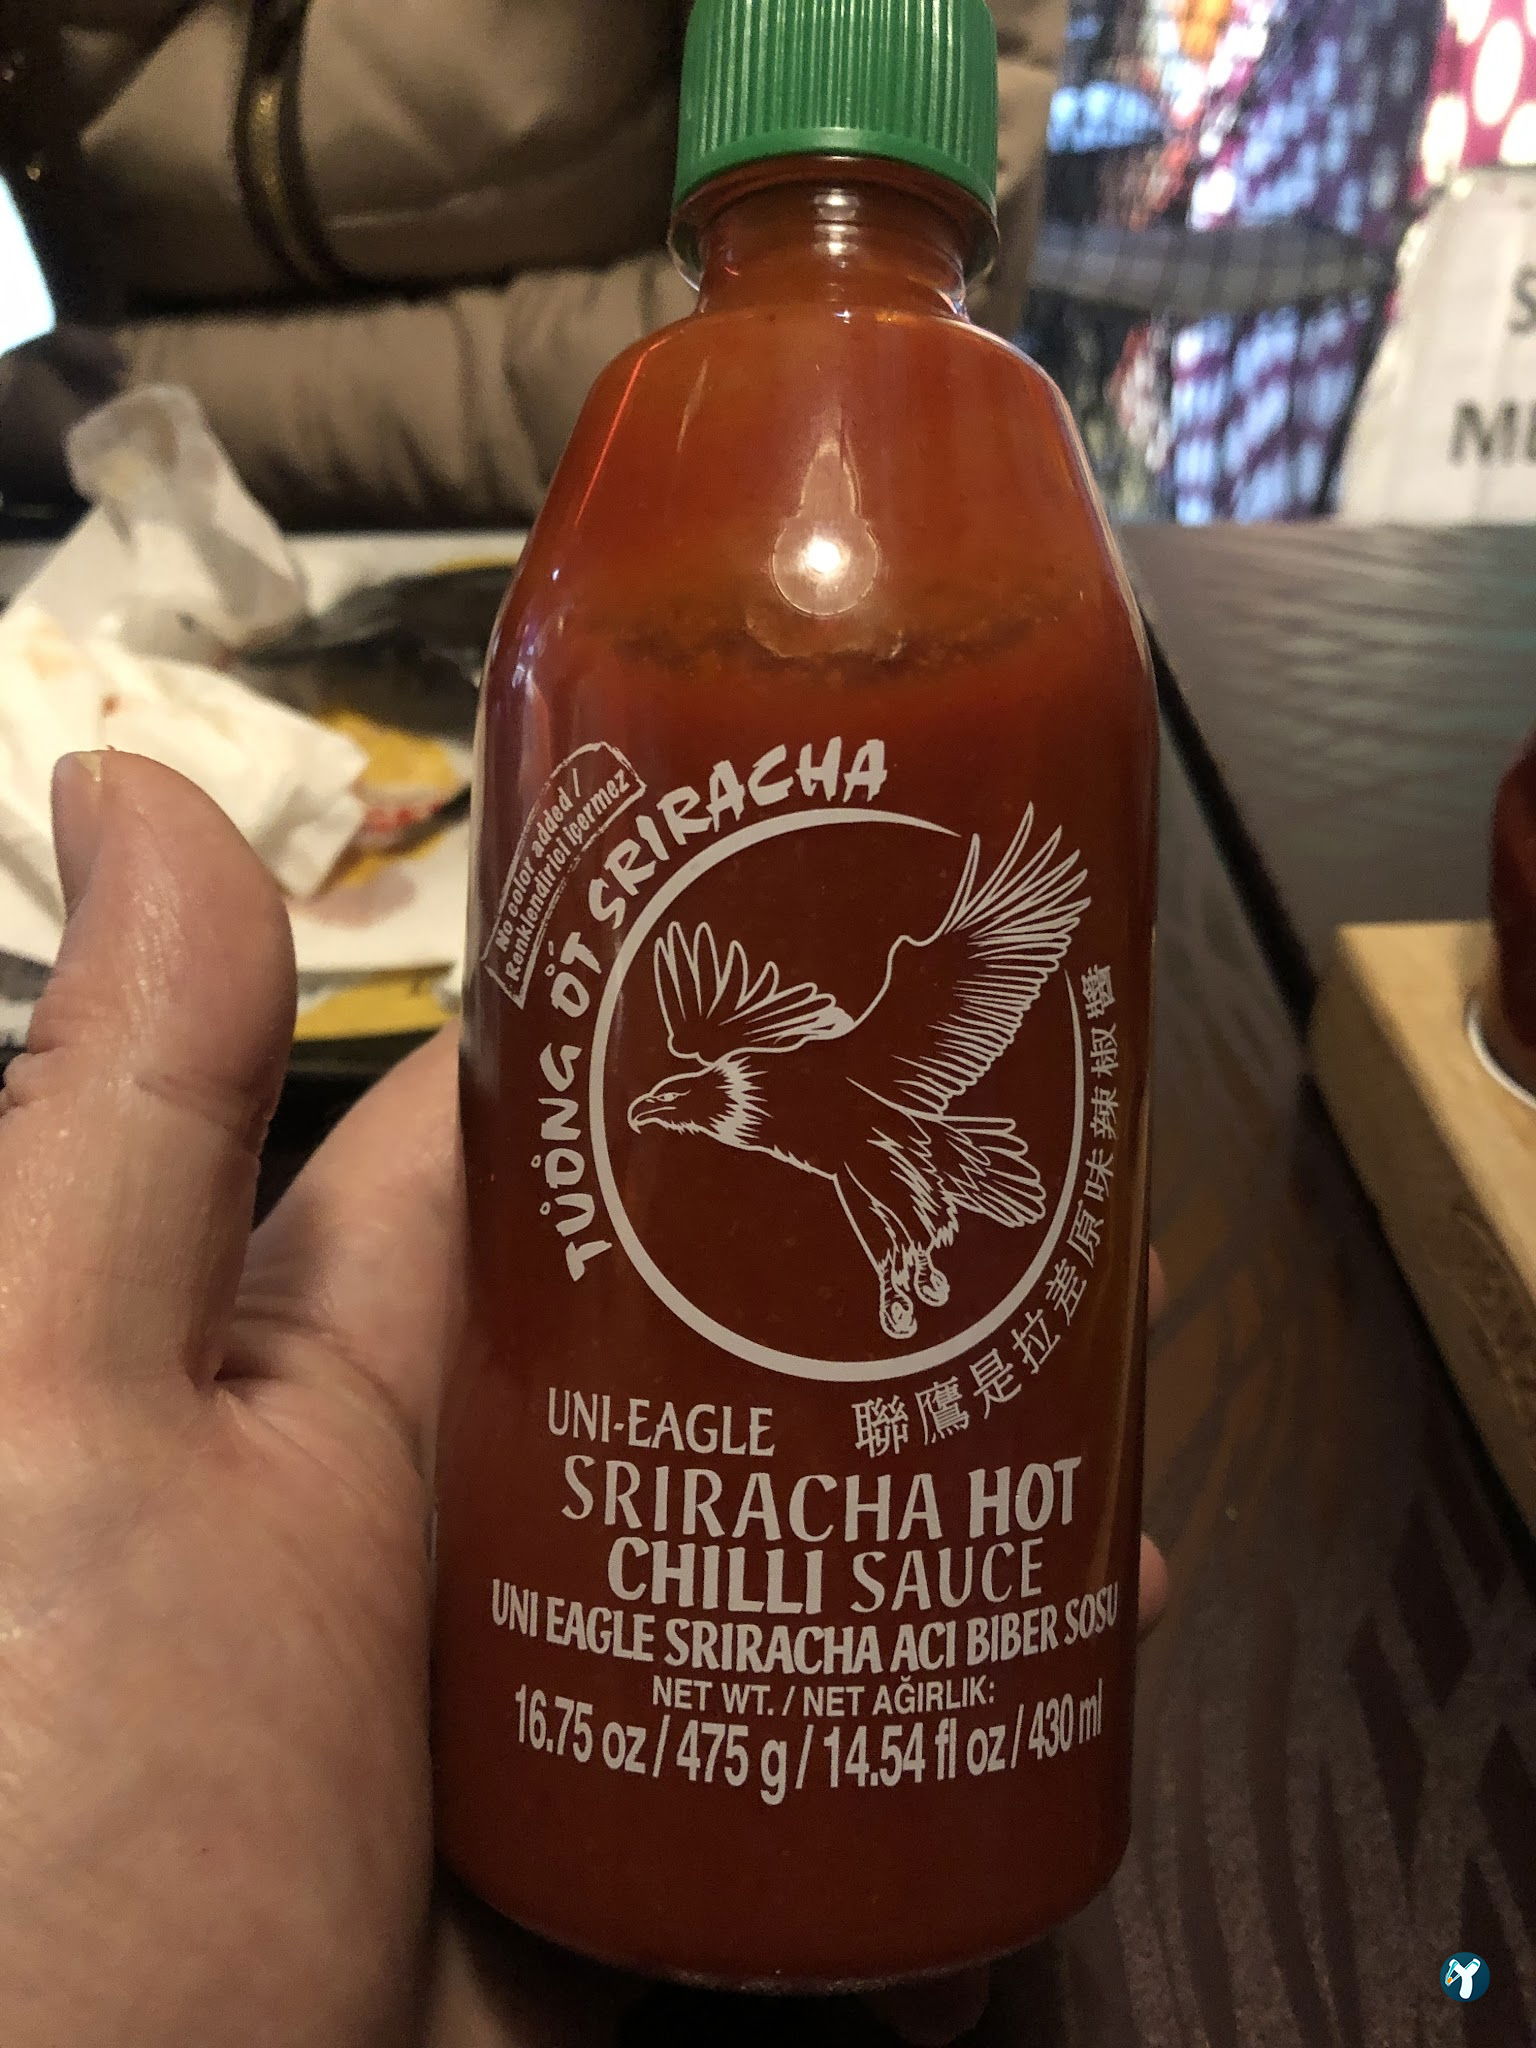 No color added /
Renklendirici içermez
TƯƠNG ỚT SRIRACHA
聯鷹是拉差原味辣椒醬
UNI-EAGLE
SRIRACHA HOT
CHILLI SAUCE
UNI EAGLE SRIRACHA ACI BIBER SOSU
NET WT. / NET AĞIRLIK:
16.75 oz / 475 g / 14.54 fl oz / 430 ml